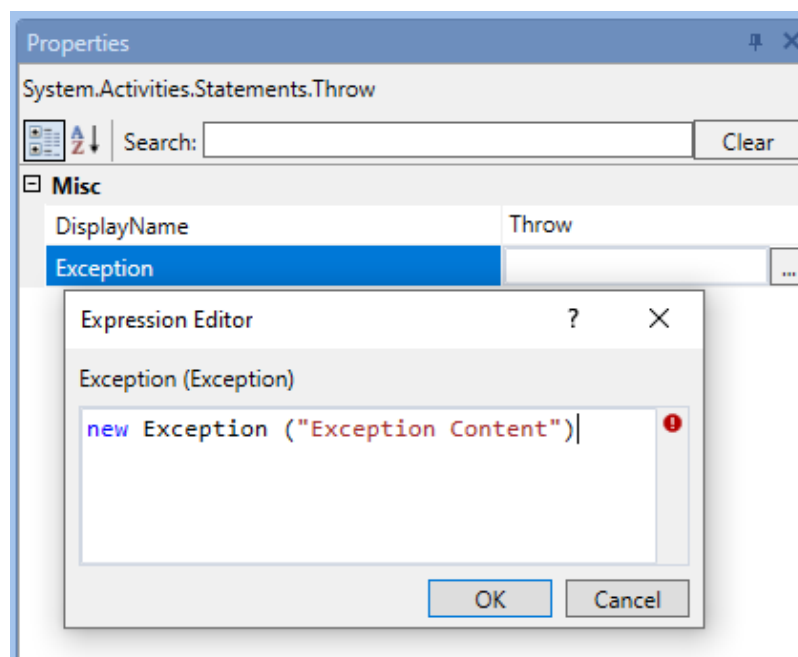 Properties
System.Activities.Statements.Throw
Search:
Clear
Misc
DisplayName Throw
Exception ...
Expression Editor ?
Exception (Exception)
new Exception ("Exception Content")
OK Cancel